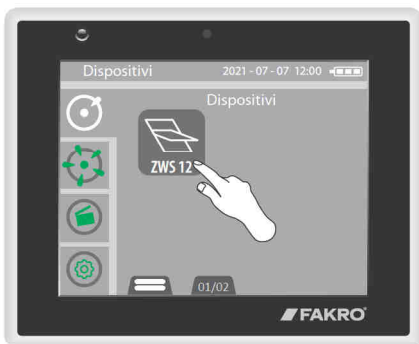 Dispositivi 2021 - 07 - 07 12:00
Dispositivi
ZWS 12
01/02
FAKRO®